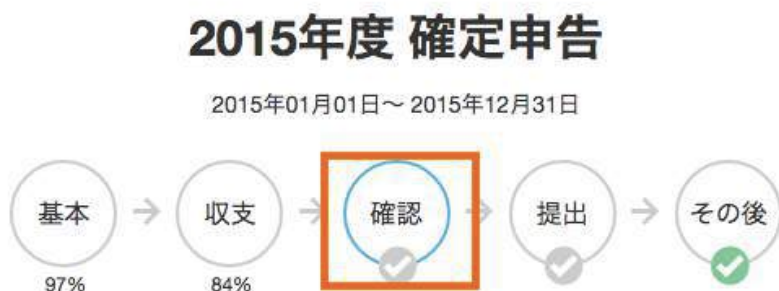 2015年度 確定申告
2015年01月01日～ 2015年12月31日
基本 → 収支 → 確認 → 提出 → その後
97% 84%